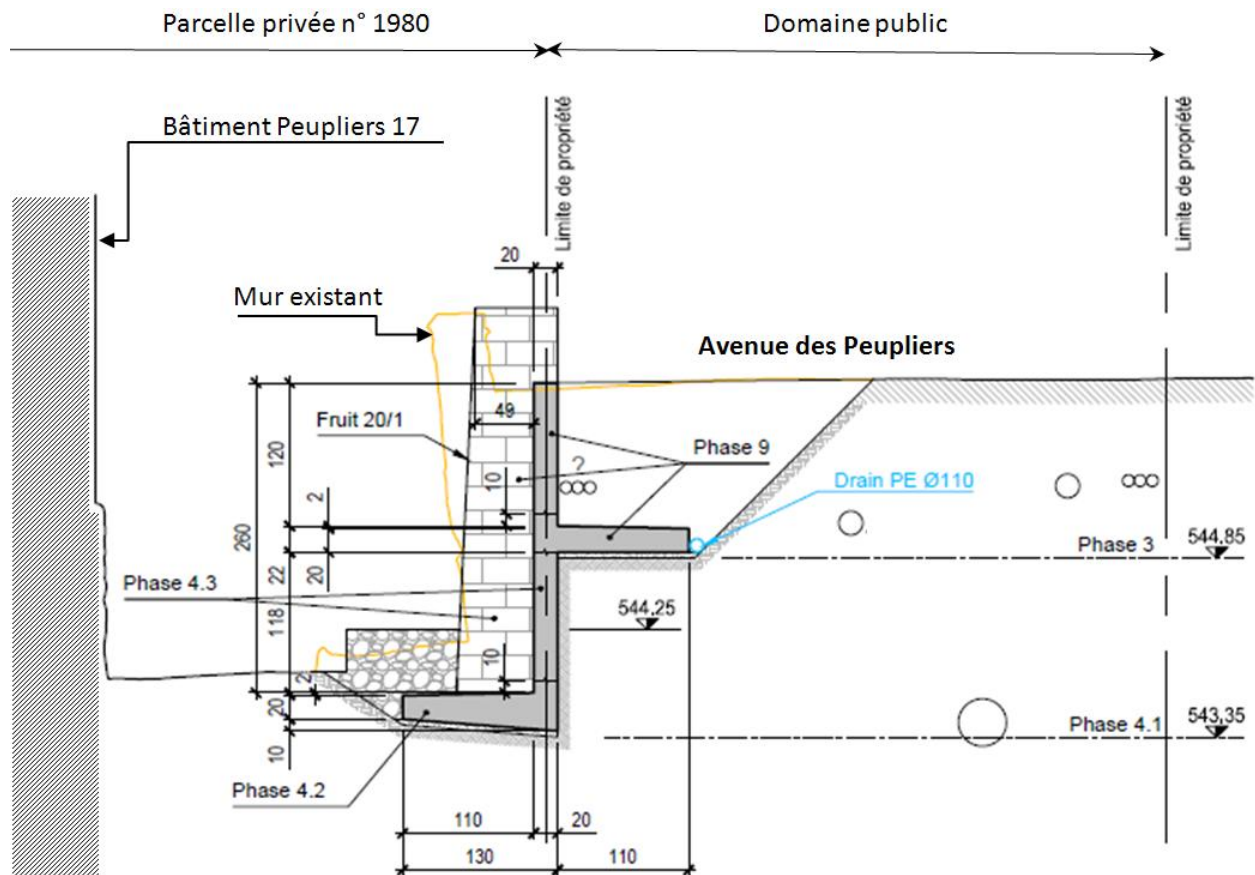 Parcelle privée n° 1980
Domaine public
Bâtiment Peupliers 17
Limite de propriété
Limite de propriété
20
Mur existant
Avenue des Peupliers
49
Fruit 20/1
Phase 9
120
?
10
Drain PE Ø110
2
260
Phase 3
544,85
22
20
Phase 4.3
544,25
118
10
2
20
Phase 4.1
543,35
10
Phase 4.2
110
20
130
110